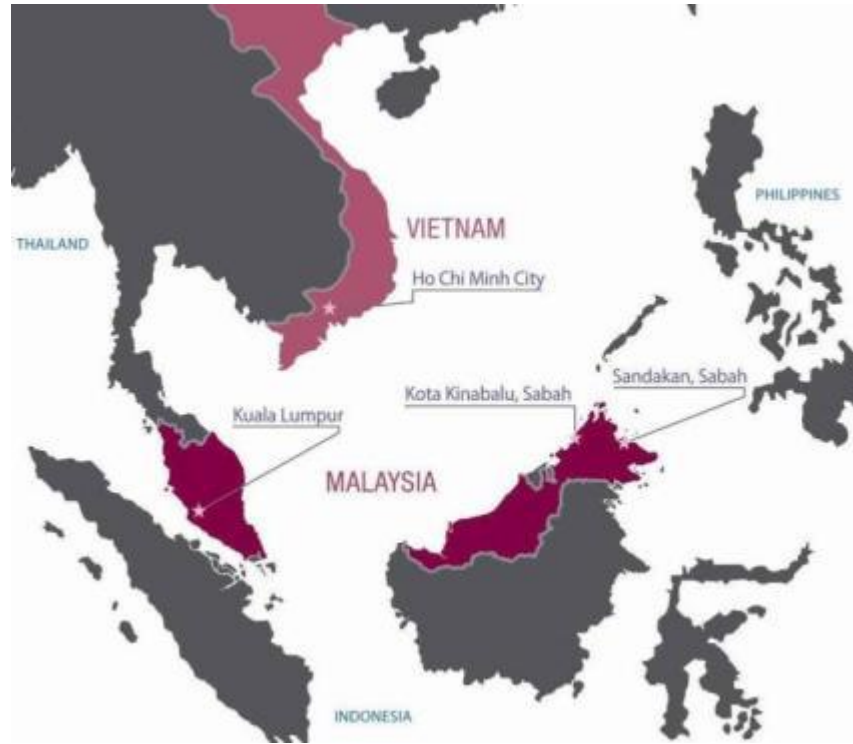 PHILIPPINES
VIETNAM
THAILAND
Ho Chi Minh City
Sandakan, Sabah
Kota Kinabalu, Sabah
Kuala Lumpur
MALAYSIA
INDONESIA